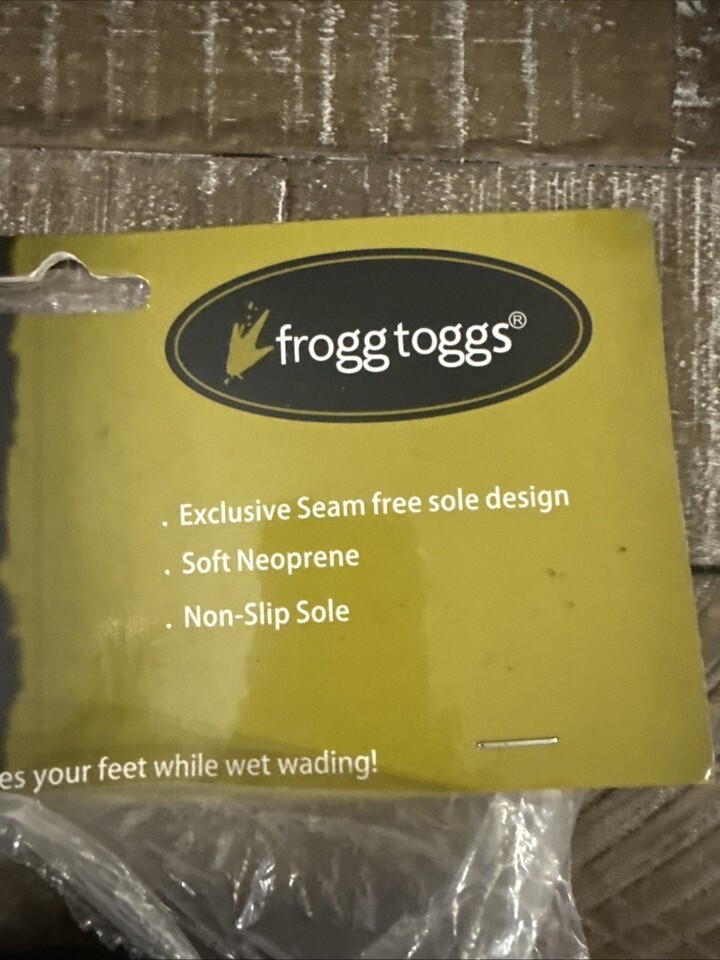 frogg toggs®
. Exclusive Seam free sole design
. Soft Neoprene
. Non-Slip Sole
es your feet while wet wading!